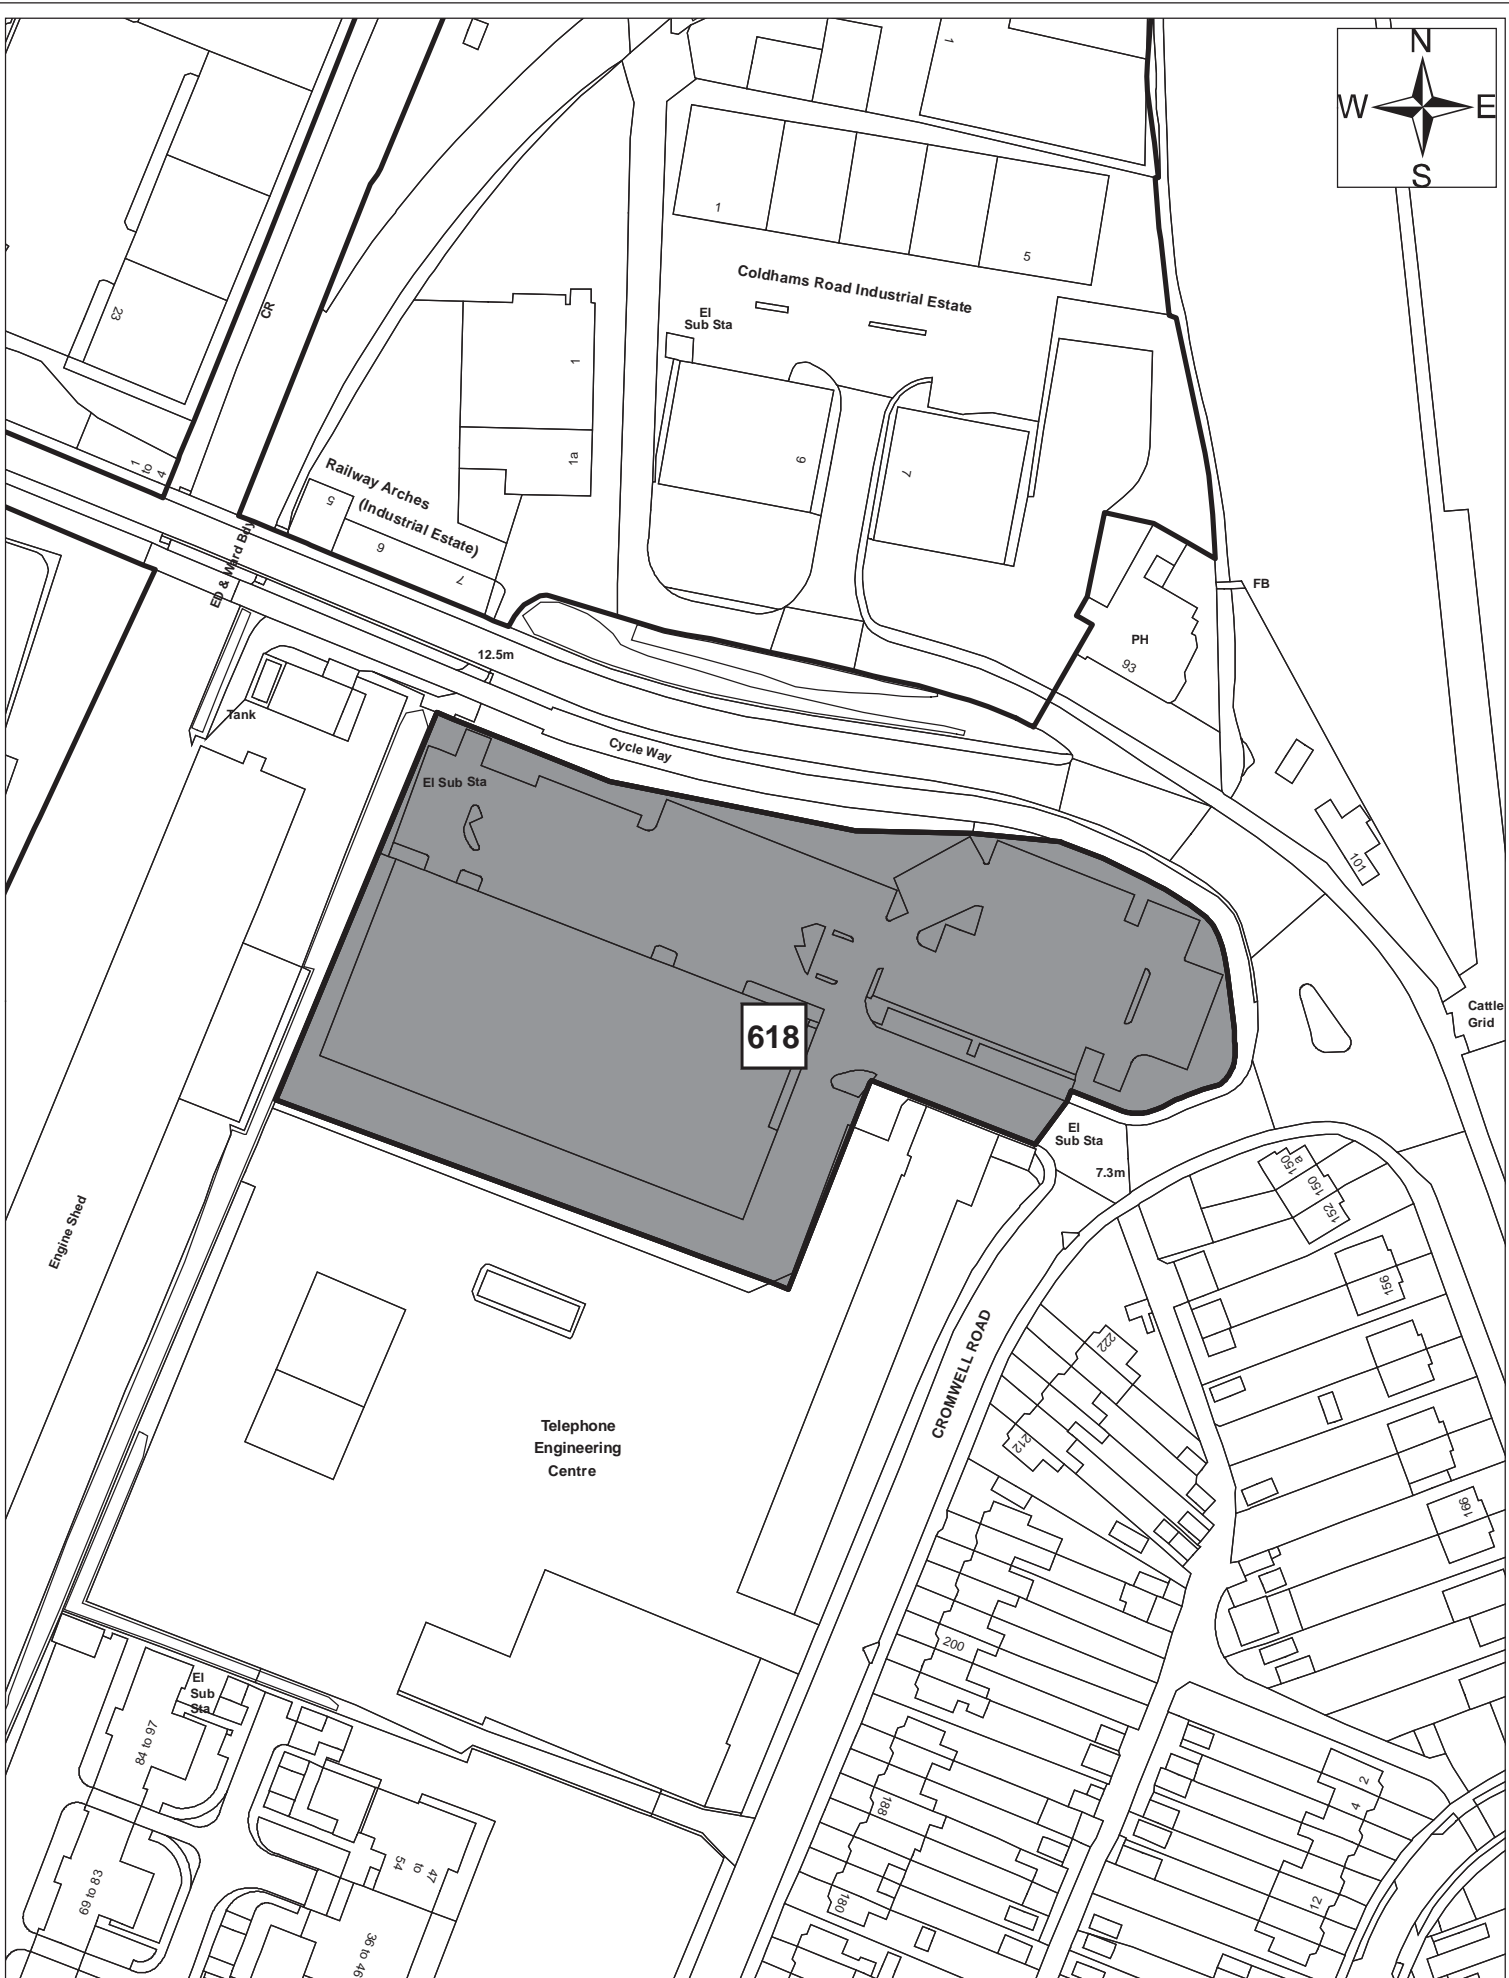 N
W E
S
1
1
5
Coldhams Road Industrial Estate
El
Sub Sta
23
CR
1
1a
9
7
1
to
4
Railway Arches
(Industrial Estate)
5
6
7
ED & Ward Bdy
FB
PH
93
12.5m
Tank
Cycle Way
El Sub Sta
101
618
Cattle
Grid
El
Sub Sta
7.3m
150
a
150
152
156
Engine Shed
222
212
CROMWELL ROAD
Telephone
Engineering
Centre
166
200
El
Sub
Sta
84 to 97
188
2
4
47
to
54
69 to 83
180
12
36 to 46